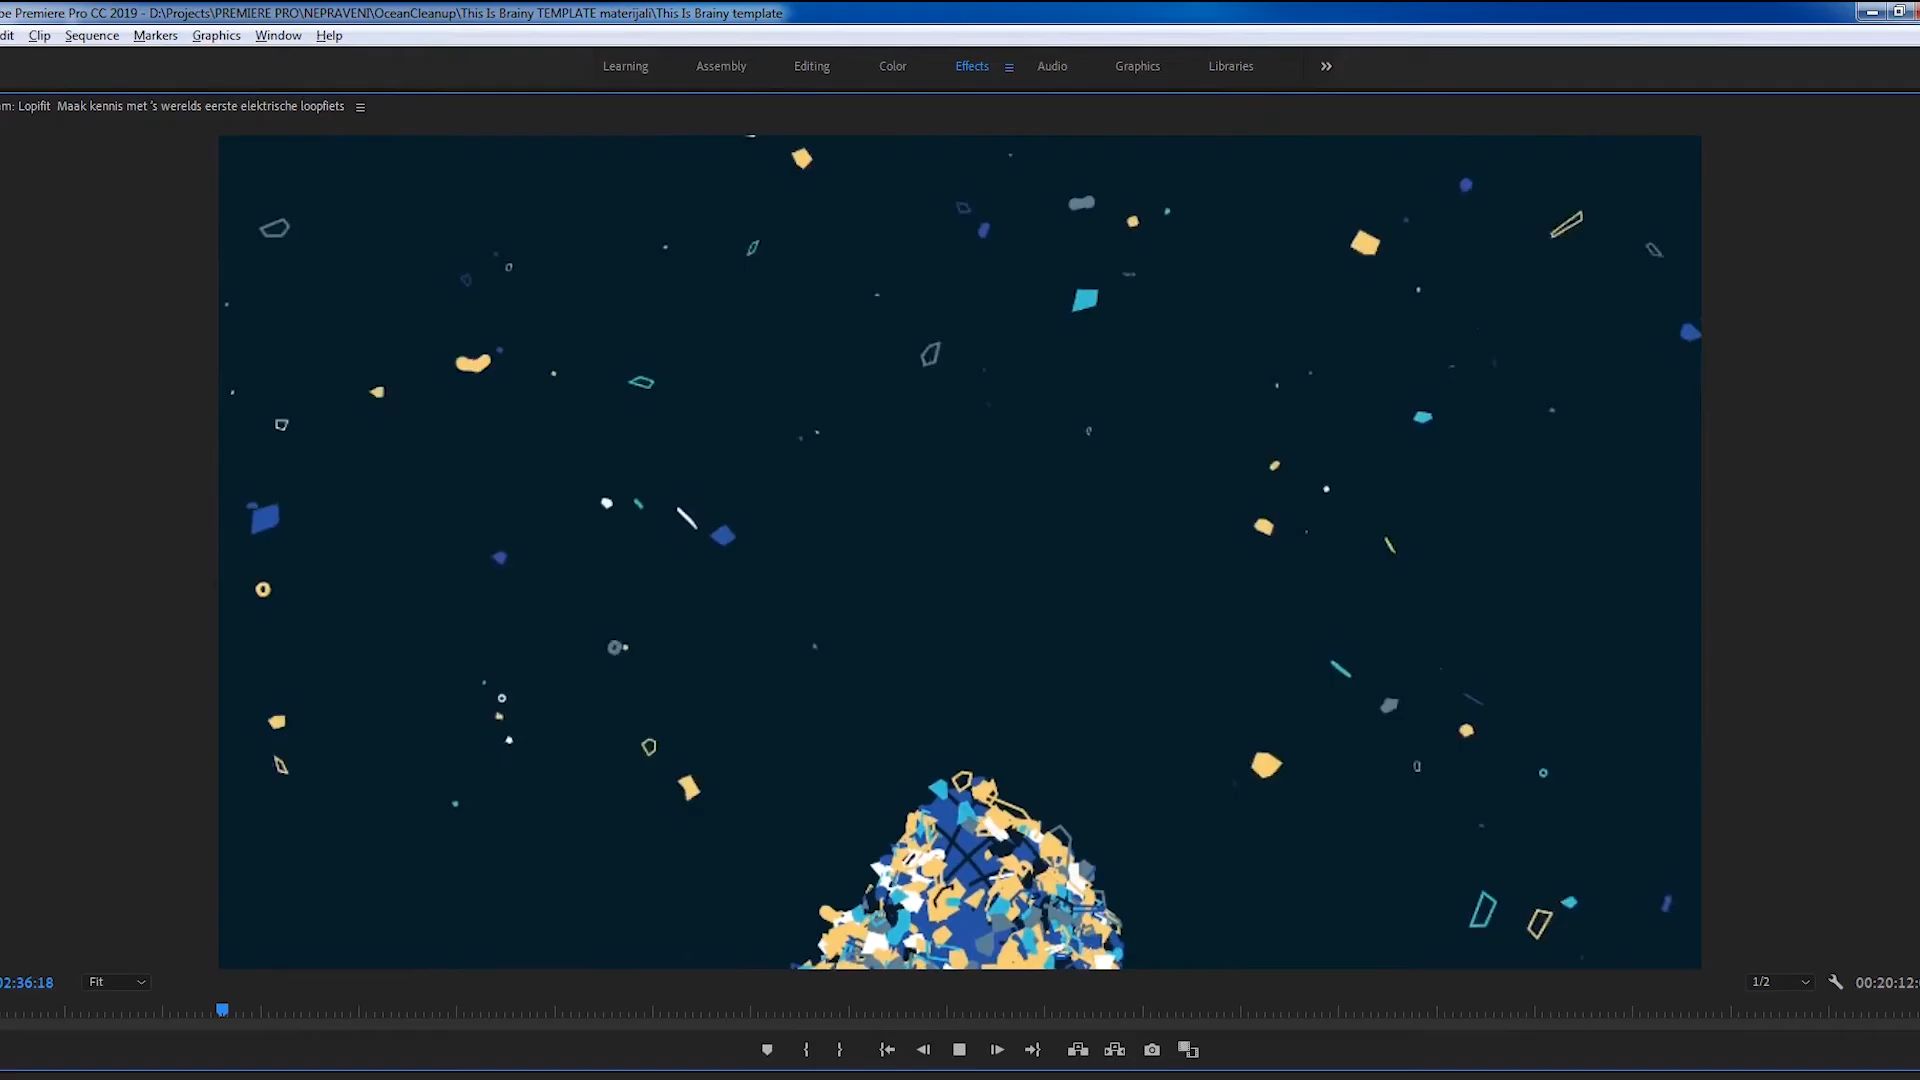 be Premiere Pro CC 2019 - D:\Projects\PREMIERE PRO\NEPRAVENI\OceanCleanup\This Is Brainy TEMPLATE materijali\This Is Brainy template
dit Clip Sequence Markers Graphics Window Help
Learning Assembly Editing Color Effects Audio Graphics Libraries
am: Lopifit Maak kennis met 's werelds eerste elektrische loopfiets
02:36:18 Fit 1/2 00:20:12: